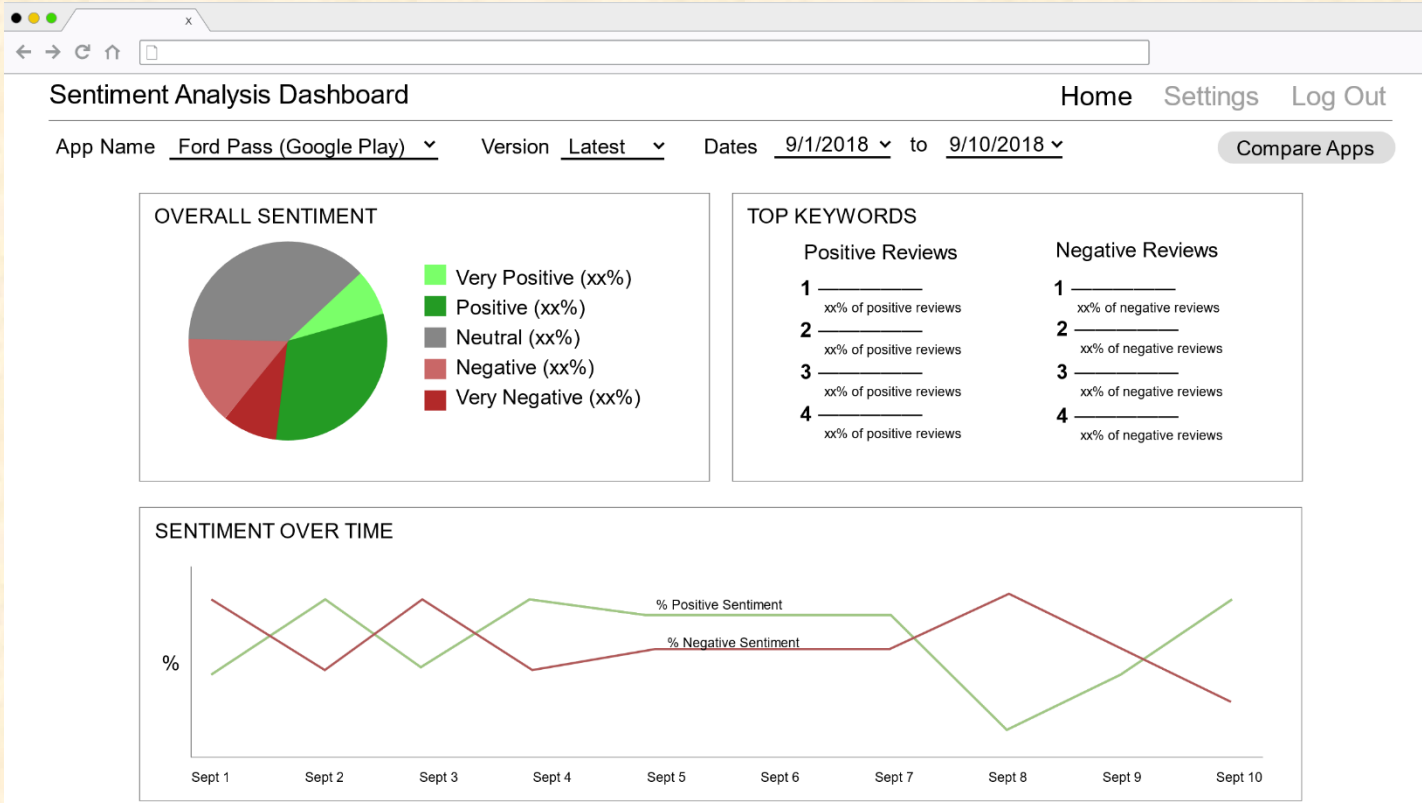 x
Sentiment Analysis Dashboard
Home Settings Log Out
App Name Ford Pass (Google Play) Version Latest Dates 9/1/2018 to 9/10/2018 Compare Apps
OVERALL SENTIMENT
Very Positive (xx%)
Positive (xx%)
Neutral (xx%)
Negative (xx%)
Very Negative (xx%)
TOP KEYWORDS
Positive Reviews
1
xx% of positive reviews
2
xx% of positive reviews
3
xx% of positive reviews
4
xx% of positive reviews
Negative Reviews
1
xx% of negative reviews
2
xx% of negative reviews
3
xx% of negative reviews
4
xx% of negative reviews
SENTIMENT OVER TIME
% Positive Sentiment
% Negative Sentiment
%
Sept 1 Sept 2 Sept 3 Sept 4 Sept 5 Sept 6 Sept 7 Sept 8 Sept 9 Sept 10